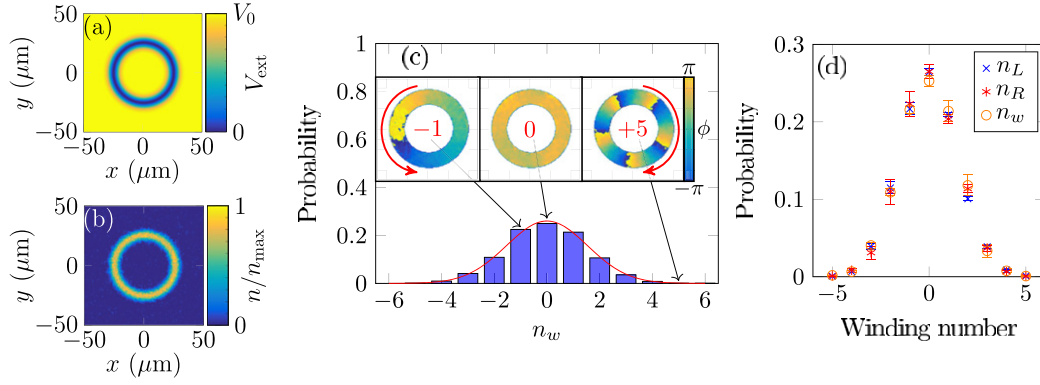 (a)
50
0
−50
−50
0
50
y (μm)
x (μm)
V0
0
Vext
(b)
50
0
−50
−50
0
50
y (μm)
x (μm)
1
0
n/nmax
(c)
1
0.8
0.6
0.4
0.2
0
Probability
−1
0
+5
π
ϕ
−π
−6
−4
−2
0
2
4
6
nw
(d)
0.3
0.2
0.1
0
Probability
nL
nR
nw
−5
0
5
Winding number